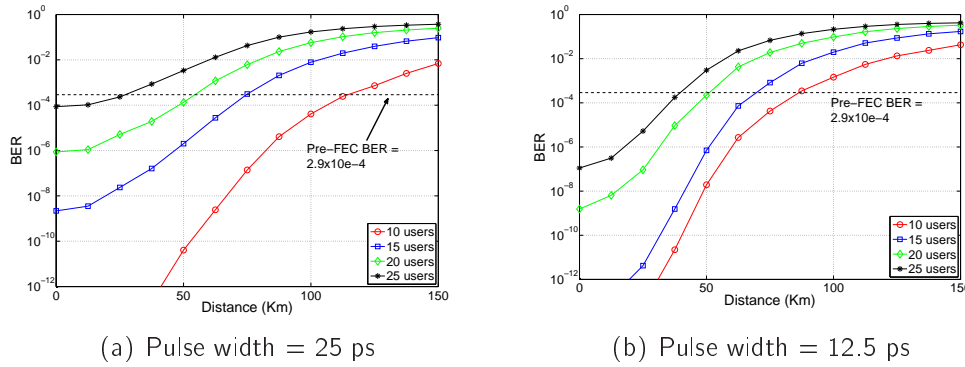 10^0
10^-2
10^-4
10^-6
10^-8
10^-10
10^-12
BER
0
50
100
150
Distance (Km)
Pre−FEC BER =
2.9x10e−4
10 users
15 users
20 users
25 users
(a) Pulse width = 25 ps
10^0
10^-2
10^-4
10^-6
10^-8
10^-10
10^-12
BER
0
50
100
150
Distance (Km)
Pre−FEC BER =
2.9x10e−4
10 users
15 users
20 users
25 users
(b) Pulse width = 12.5 ps